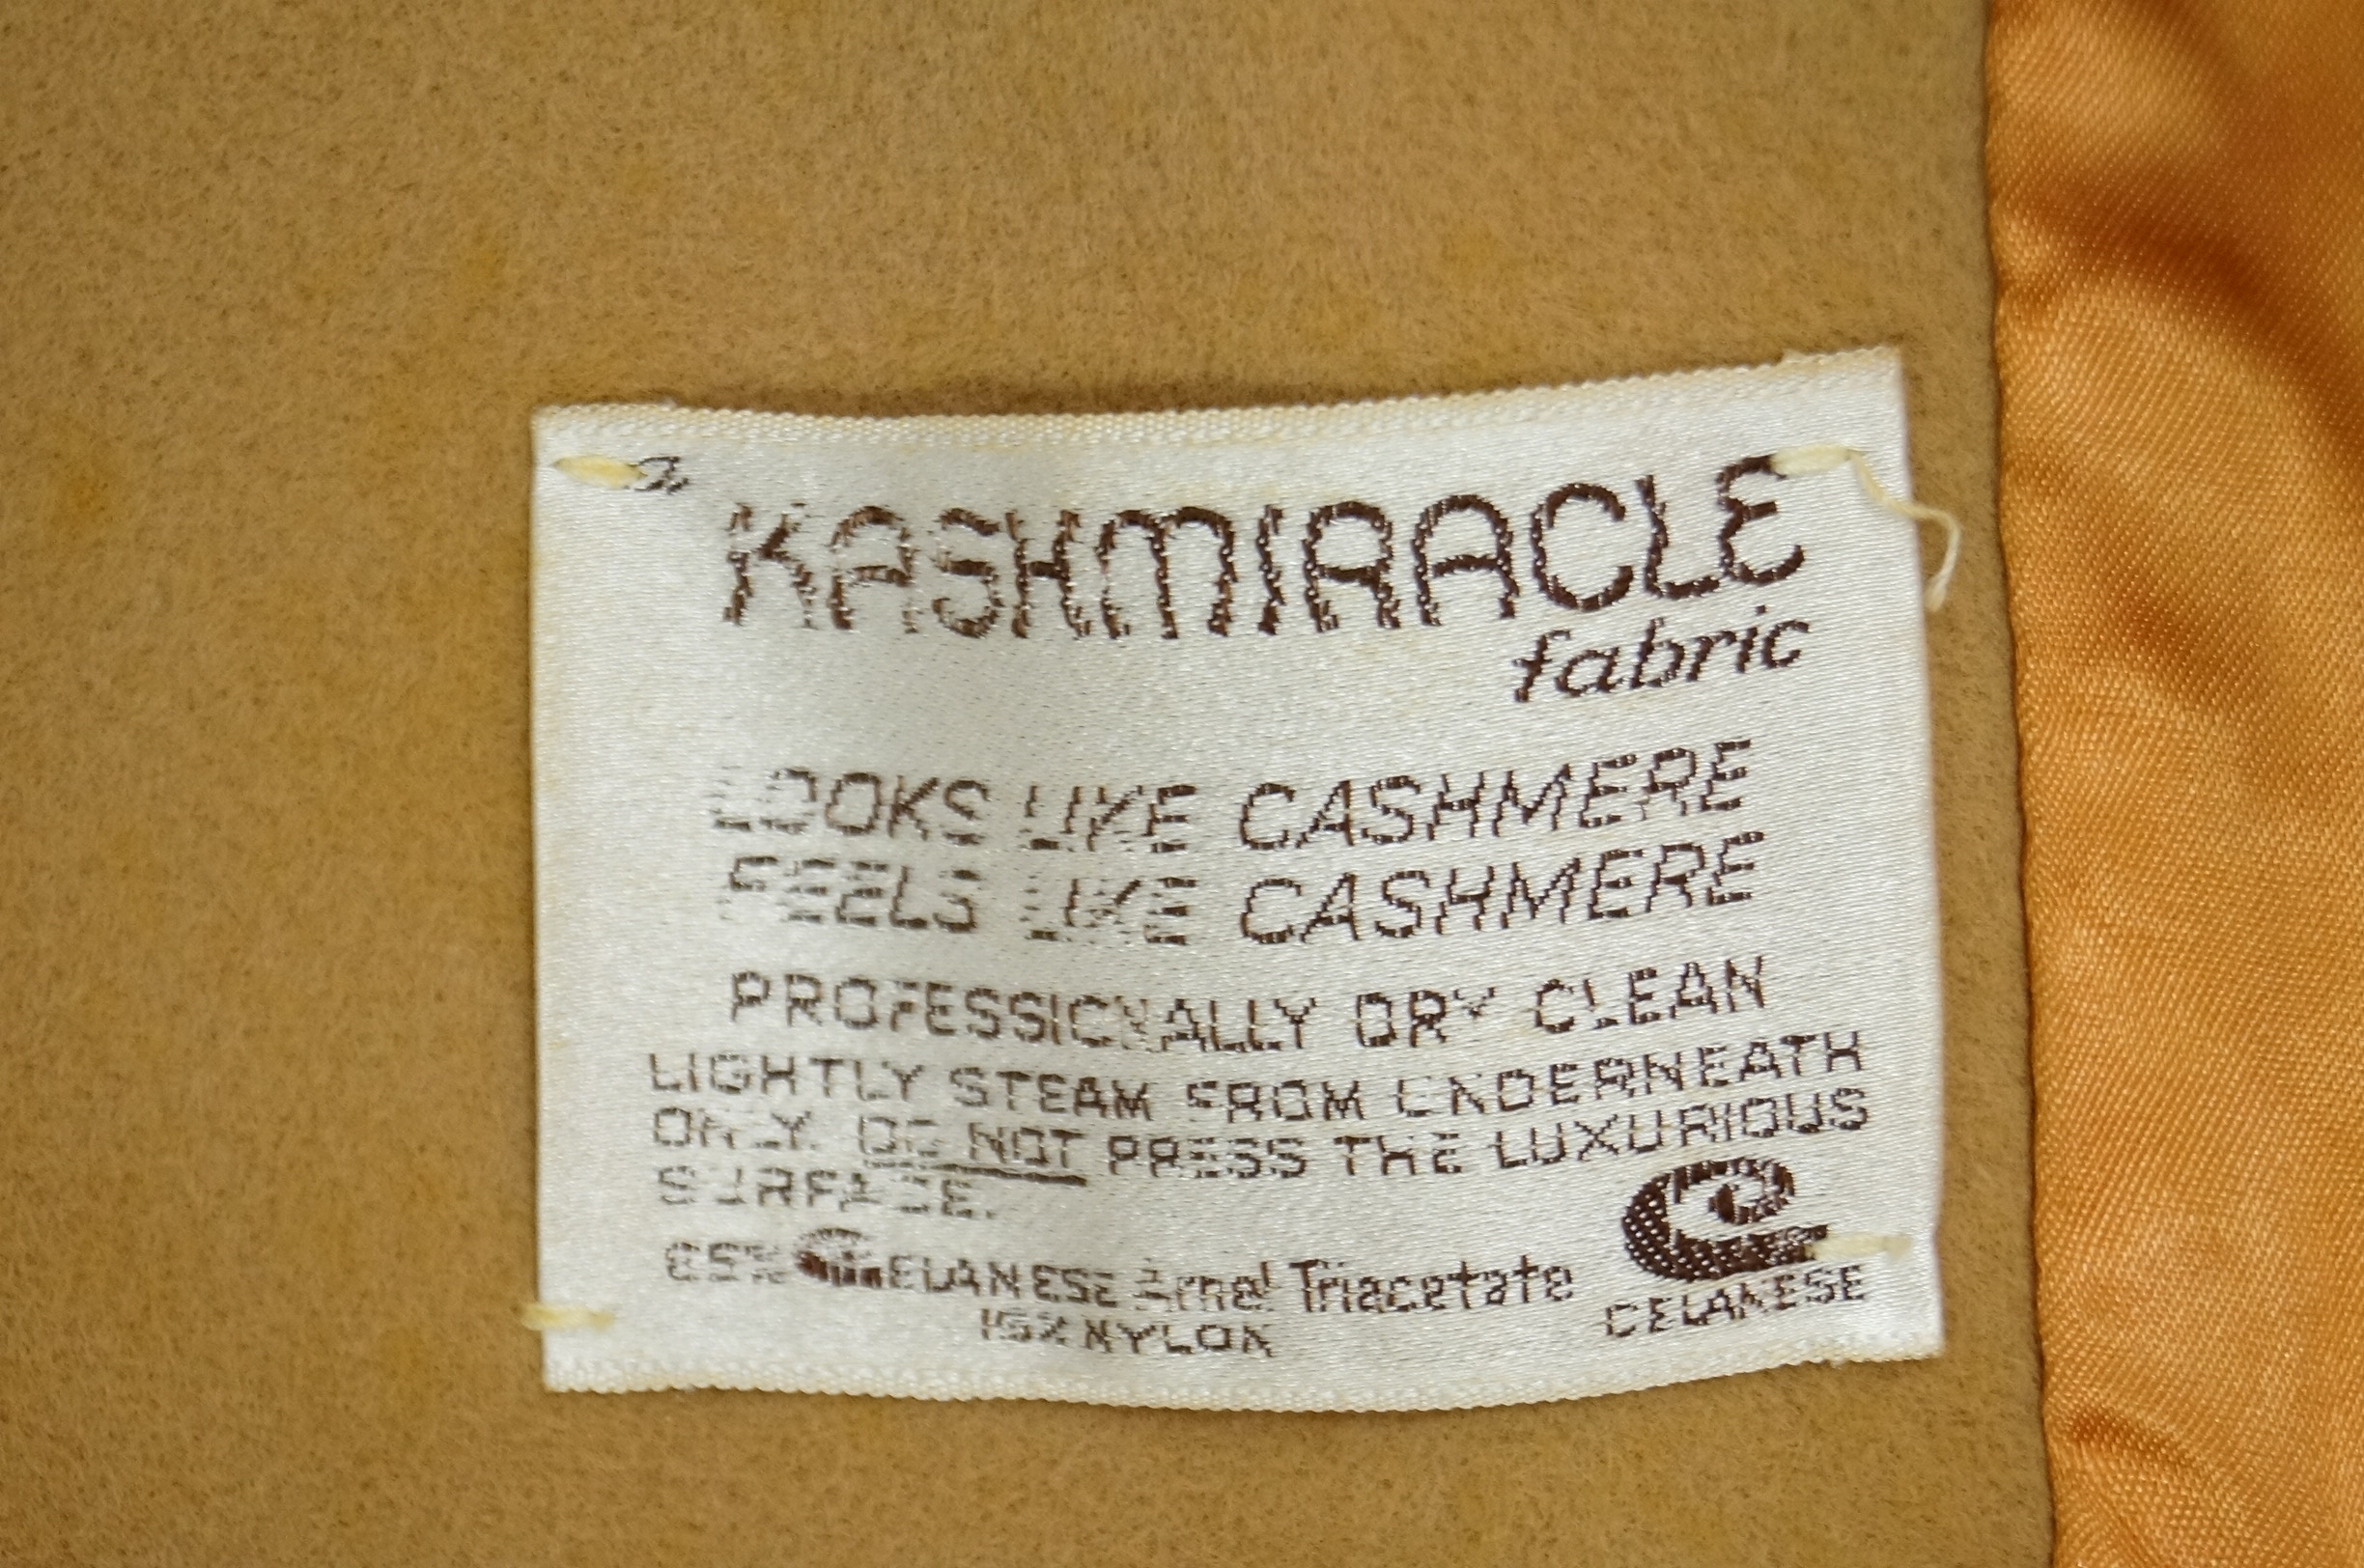 a
KASHMIRACLE
fabric
LOOKS LIKE CASHMERE
FEELS LIKE CASHMERE
PROFESSIONALLY DRY CLEAN
LIGHTLY STEAM FROM UNDERNEATH
ONLY. DO NOT PRESS THE LUXURIOUS
SURFACE.
85% CELANESE Arnel Triacetate
15% NYLON
CELANESE